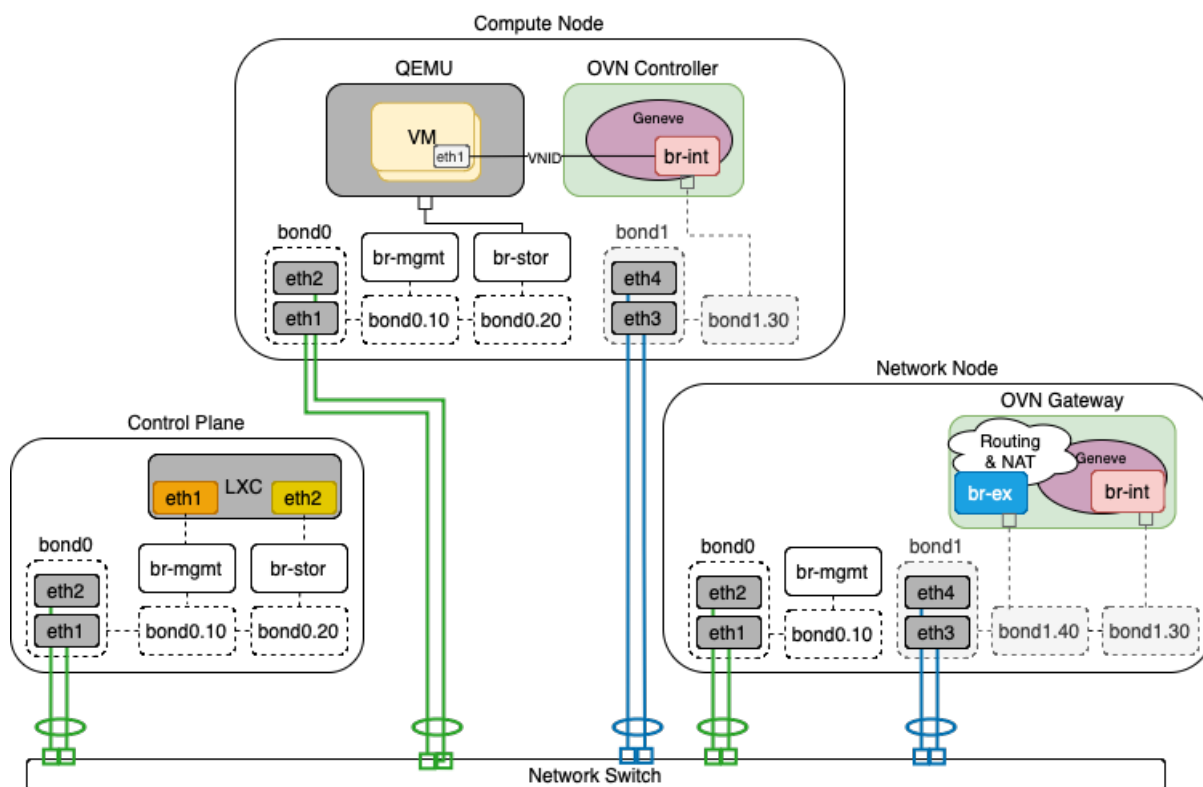 Compute Node
QEMU
OVN Controller
VM
eth1
VNID
Geneve
br-int
bond0
eth2
eth1
br-mgmt
br-stor
bond0.10
bond0.20
bond1
eth4
eth3
bond1.30
Control Plane
LXC
eth1
eth2
bond0
eth2
eth1
br-mgmt
br-stor
bond0.10
bond0.20
Network Node
OVN Gateway
Routing
& NAT
Geneve
br-ex
br-int
bond0
eth2
eth1
br-mgmt
bond0.10
bond1
eth4
eth3
bond1.40
bond1.30
Network Switch